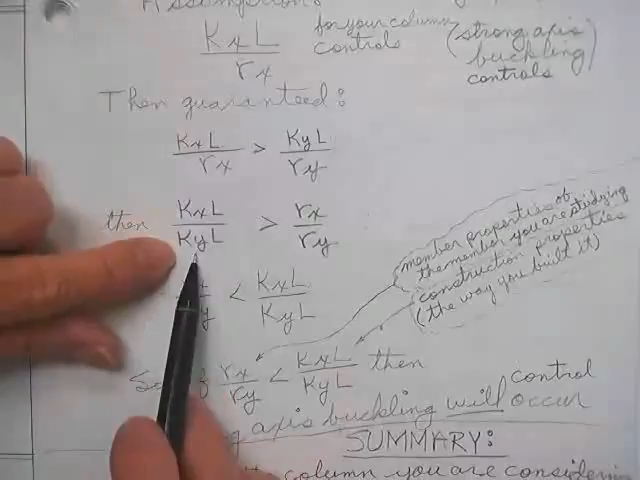 Assumption:
KxL / rx for your column controls (strong axis buckling controls)
Then guaranteed:
KxL / rx > KyL / ry
then KxL / KyL > rx / ry
y < KxL / KyL
member properties of the member you are studying
construction properties (the way you built it)
rx / ry < KxL / KyL then
axis buckling will control occur
SUMMARY:
column you are considering